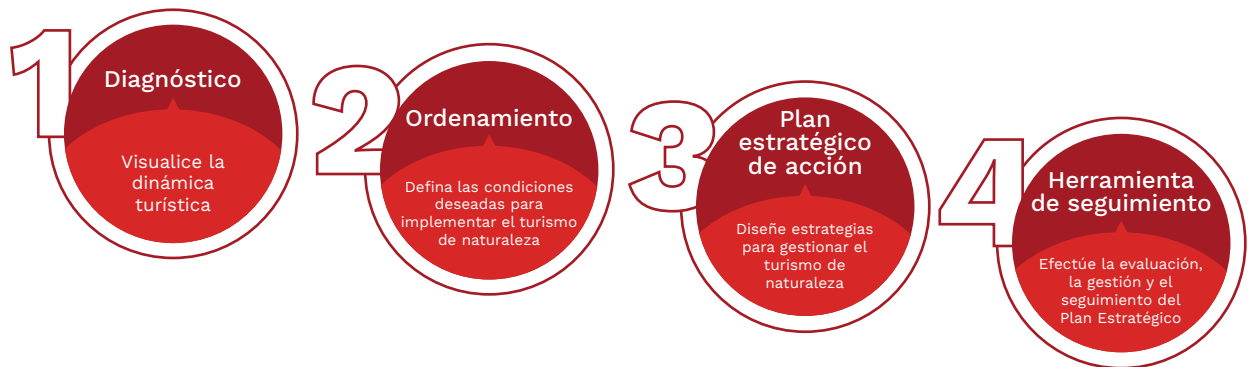 1
Diagnóstico
Visualice la
dinámica
turística
2
Ordenamiento
Defina las condiciones
deseadas para
implementar el turismo
de naturaleza
3
Plan
estratégico
de acción
Diseñe estrategias
para gestionar el
turismo de
naturaleza
4
Herramienta
de seguimiento
Efectúe la evaluación,
la gestión y el
seguimiento del
Plan Estratégico